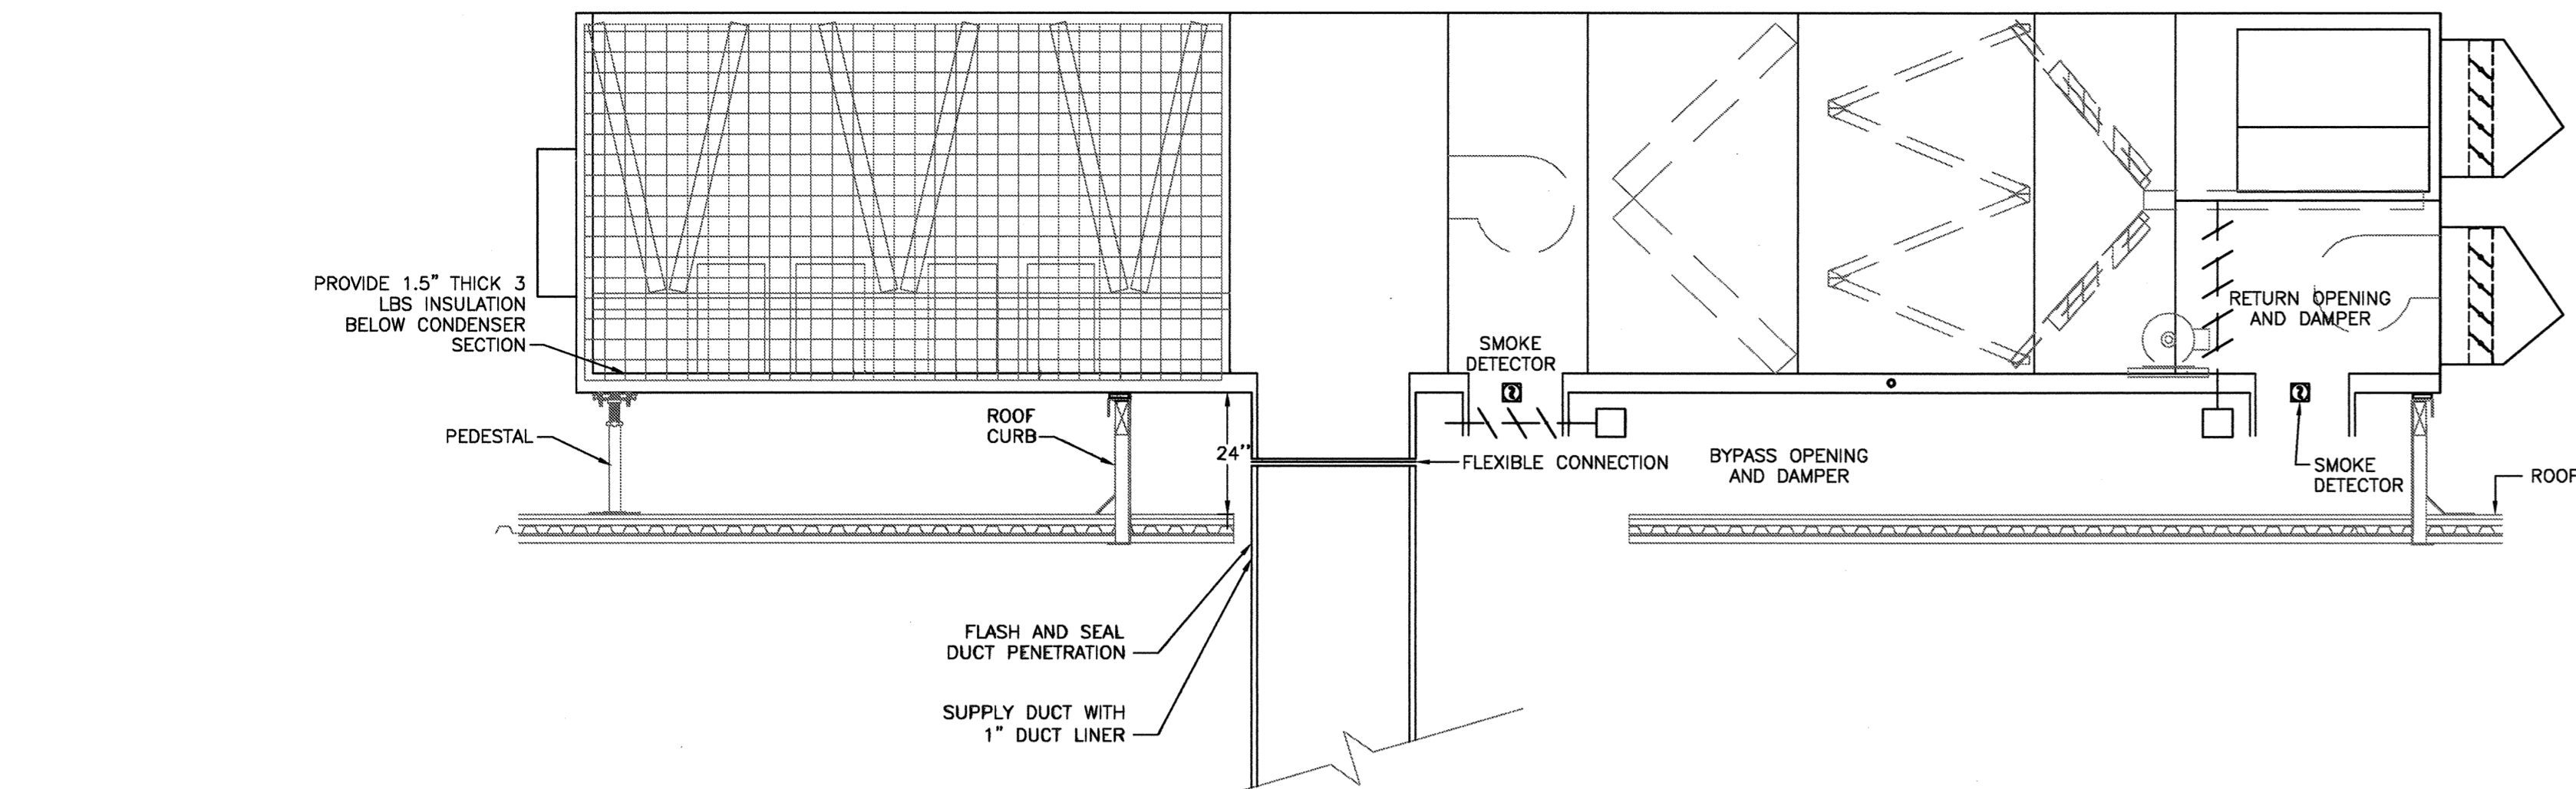 PROVIDE 1.5" THICK 3
LBS INSULATION
BELOW CONDENSER
SECTION
PEDESTAL
ROOF
CURB
24"
SMOKE
DETECTOR
FLEXIBLE CONNECTION
BYPASS OPENING
AND DAMPER
RETURN OPENING
AND DAMPER
SMOKE
DETECTOR
ROOF
FLASH AND SEAL
DUCT PENETRATION
SUPPLY DUCT WITH
1" DUCT LINER